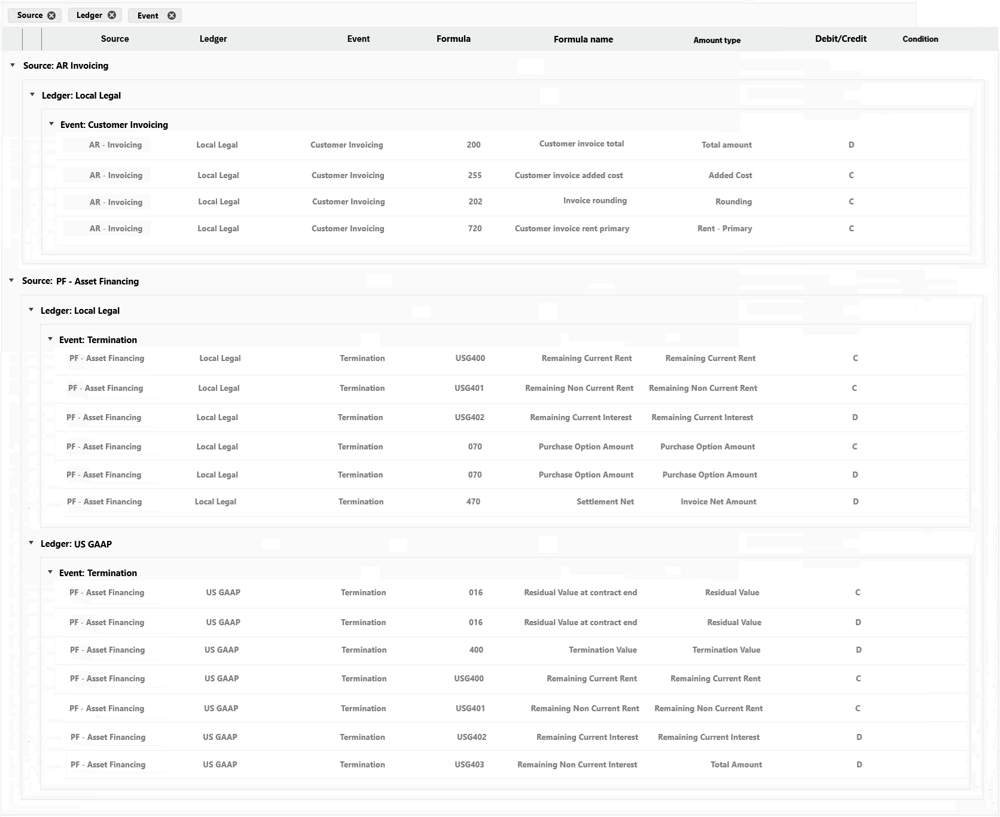 Source Ledger Event
Source Ledger Event Formula Formula name Amount type Debit/Credit Condition
Source: AR Invoicing
Ledger: Local Legal
Event: Customer Invoicing
AR - Invoicing Local Legal Customer Invoicing 200 Customer invoice total Total amount D
AR - Invoicing Local Legal Customer Invoicing 255 Customer invoice added cost Added Cost C
AR - Invoicing Local Legal Customer Invoicing 202 Invoice rounding Rounding C
AR - Invoicing Local Legal Customer Invoicing 720 Customer invoice rent primary Rent - Primary C
Source: PF - Asset Financing
Ledger: Local Legal
Event: Termination
PF - Asset Financing Local Legal Termination USG400 Remaining Current Rent Remaining Current Rent C
PF - Asset Financing Local Legal Termination USG401 Remaining Non Current Rent Remaining Non Current Rent C
PF - Asset Financing Local Legal Termination USG402 Remaining Current Interest Remaining Current Interest D
PF - Asset Financing Local Legal Termination 070 Purchase Option Amount Purchase Option Amount C
PF - Asset Financing Local Legal Termination 070 Purchase Option Amount Purchase Option Amount D
PF - Asset Financing Local Legal Termination 470 Settlement Net Invoice Net Amount D
Ledger: US GAAP
Event: Termination
PF - Asset Financing US GAAP Termination 016 Residual Value at contract end Residual Value C
PF - Asset Financing US GAAP Termination 016 Residual Value at contract end Residual Value D
PF - Asset Financing US GAAP Termination 400 Termination Value Termination Value D
PF - Asset Financing US GAAP Termination USG400 Remaining Current Rent Remaining Current Rent C
PF - Asset Financing US GAAP Termination USG401 Remaining Non Current Rent Remaining Non Current Rent C
PF - Asset Financing US GAAP Termination USG402 Remaining Current Interest Remaining Current Interest D
PF - Asset Financing US GAAP Termination USG403 Remaining Non Current Interest Total Amount D